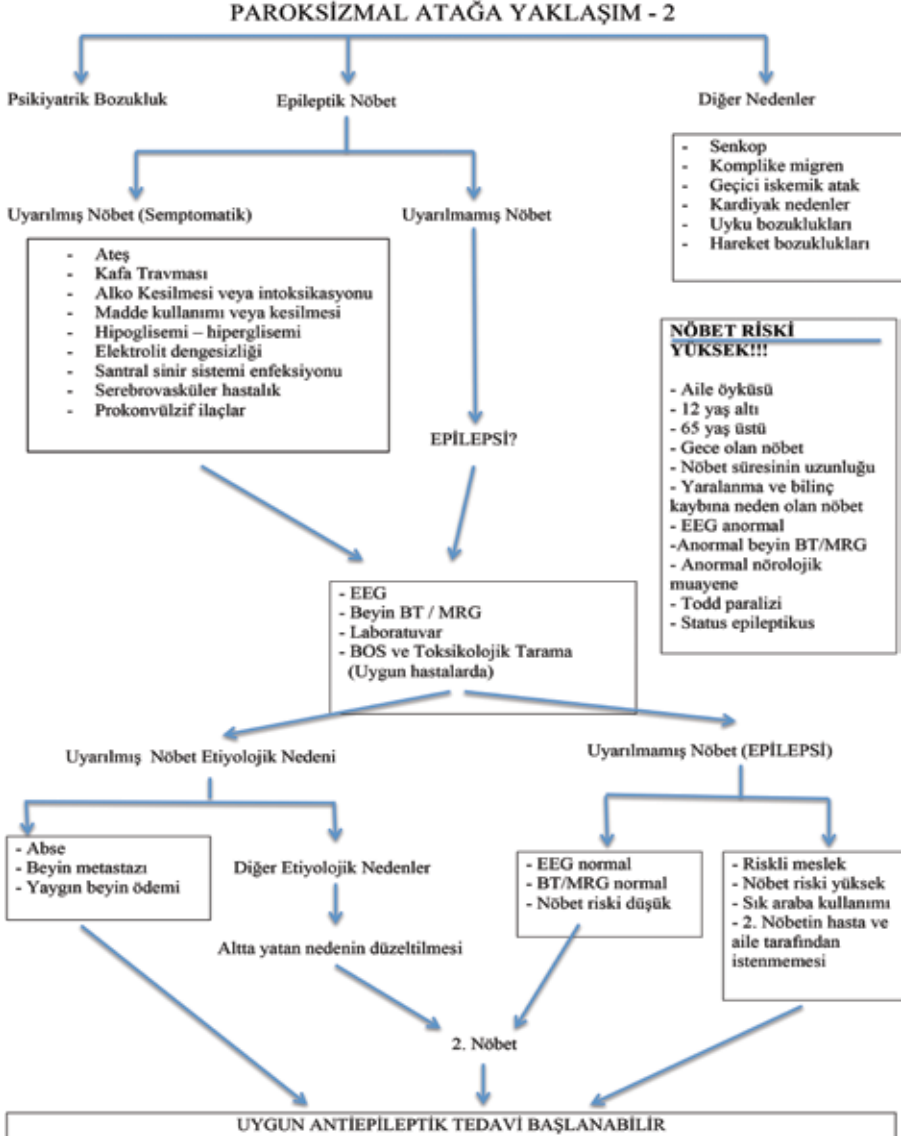 PAROKSİZMAL ATAĞA YAKLAŞIM - 2
Psikiyatrik Bozukluk
Epileptik Nöbet
Diğer Nedenler
- Senkop
- Komplike migren
- Geçici iskemik atak
- Kardiyak nedenler
- Uyku bozuklukları
- Hareket bozuklukları
Uyarılmış Nöbet (Semptomatik)
Uyarılmamış Nöbet
- Ateş
- Kafa Travması
- Alko Kesilmesi veya intoksikasyonu
- Madde kullanımı veya kesilmesi
- Hipoglisemi – hiperglisemi
- Elektrolit dengesizliği
- Santral sinir sistemi enfeksiyonu
- Serebrovasküler hastalık
- Prokonvülzif ilaçlar
NÖBET RİSKİ
YÜKSEK!!!
- Aile öyküsü
- 12 yaş altı
- 65 yaş üstü
- Gece olan nöbet
- Nöbet süresinin uzunluğu
- Yaralanma ve bilinç
kaybına neden olan nöbet
- EEG anormal
-Anormal beyin BT/MRG
- Anormal nörolojik
muayene
- Todd paralizi
- Status epileptikus
EPİLEPSİ?
- EEG
- Beyin BT / MRG
- Laboratuvar
- BOS ve Toksikolojik Tarama
(Uygun hastalarda)
Uyarılmış Nöbet Etiyolojik Nedeni
Uyarılmamış Nöbet (EPİLEPSİ)
- Abse
- Beyin metastazı
- Yaygın beyin ödemi
Diğer Etiyolojik Nedenler
- EEG normal
- BT/MRG normal
- Nöbet riski düşük
- Riskli meslek
- Nöbet riski yüksek
- Sık araba kullanımı
- 2. Nöbetin hasta ve
aile tarafından
istenmemesi
Altta yatan nedenin düzeltilmesi
2. Nöbet
UYGUN ANTİEPİLEPTİK TEDAVİ BAŞLANABİLİR